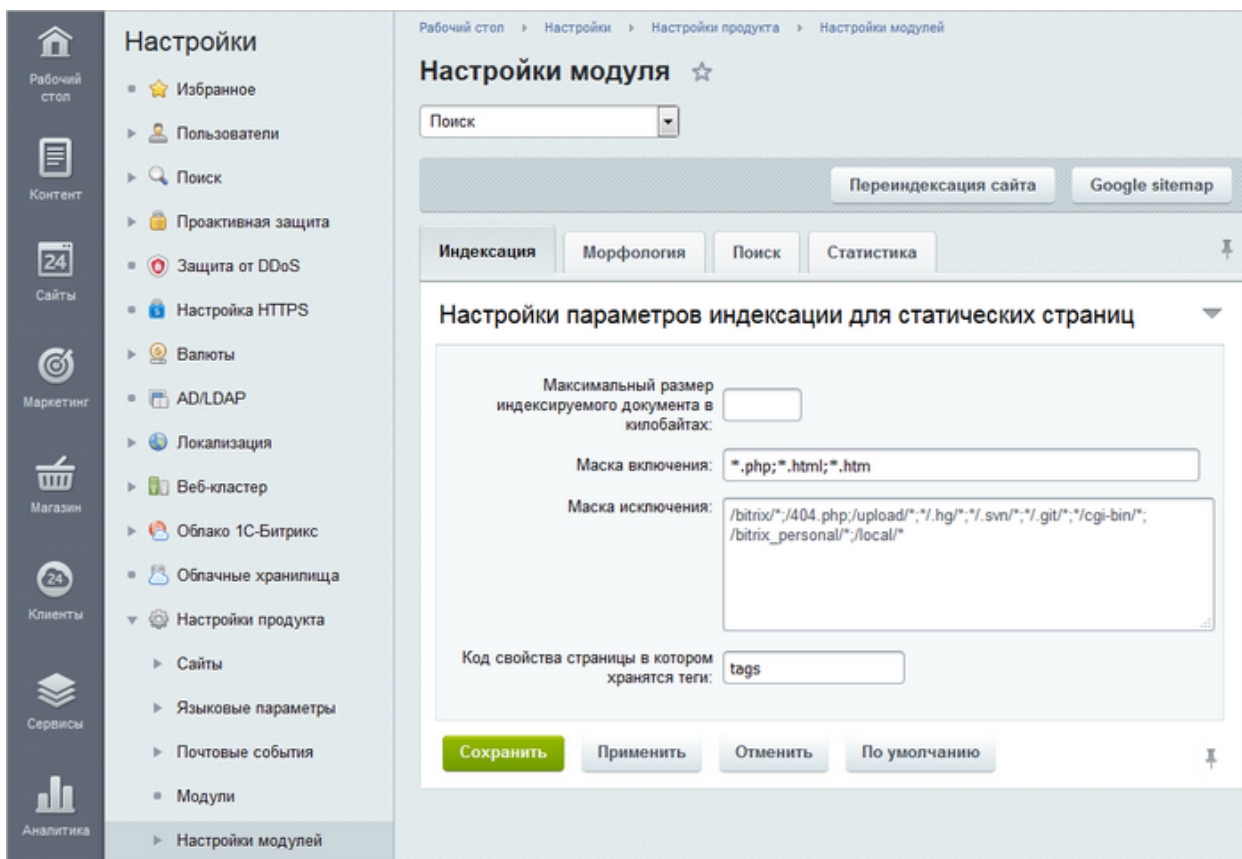 Рабочий
стол
Контент
24
Сайты
Маркетинг
Магазин
24
Клиенты
Сервисы
Аналитика
Настройки
Избранное
Пользователи
Поиск
Проактивная защита
Защита от DDoS
Настройка HTTPS
Валюты
AD/LDAP
Локализация
Веб-кластер
Облако 1С-Битрикс
Облачные хранилища
Настройки продукта
Сайты
Языковые параметры
Почтовые события
Модули
Настройки модулей
Рабочий стол Настройки Настройки продукта Настройки модулей
Настройки модуля
Поиск
Переиндексация сайта Google sitemap
Индексация Морфология Поиск Статистика
Настройки параметров индексации для статических страниц
Максимальный размер
индексируемого документа в
килобайтах:
Маска включения: *.php;*.html;*.htm
Маска исключения: /bitrix/*;/404.php;/upload/*;*/.hg/*;*/.svn/*;*/.git/*;*/cgi-bin/*;
/bitrix_personal/*;/local/*
Код свойства страницы в котором
хранятся теги: tags
Сохранить Применить Отменить По умолчанию